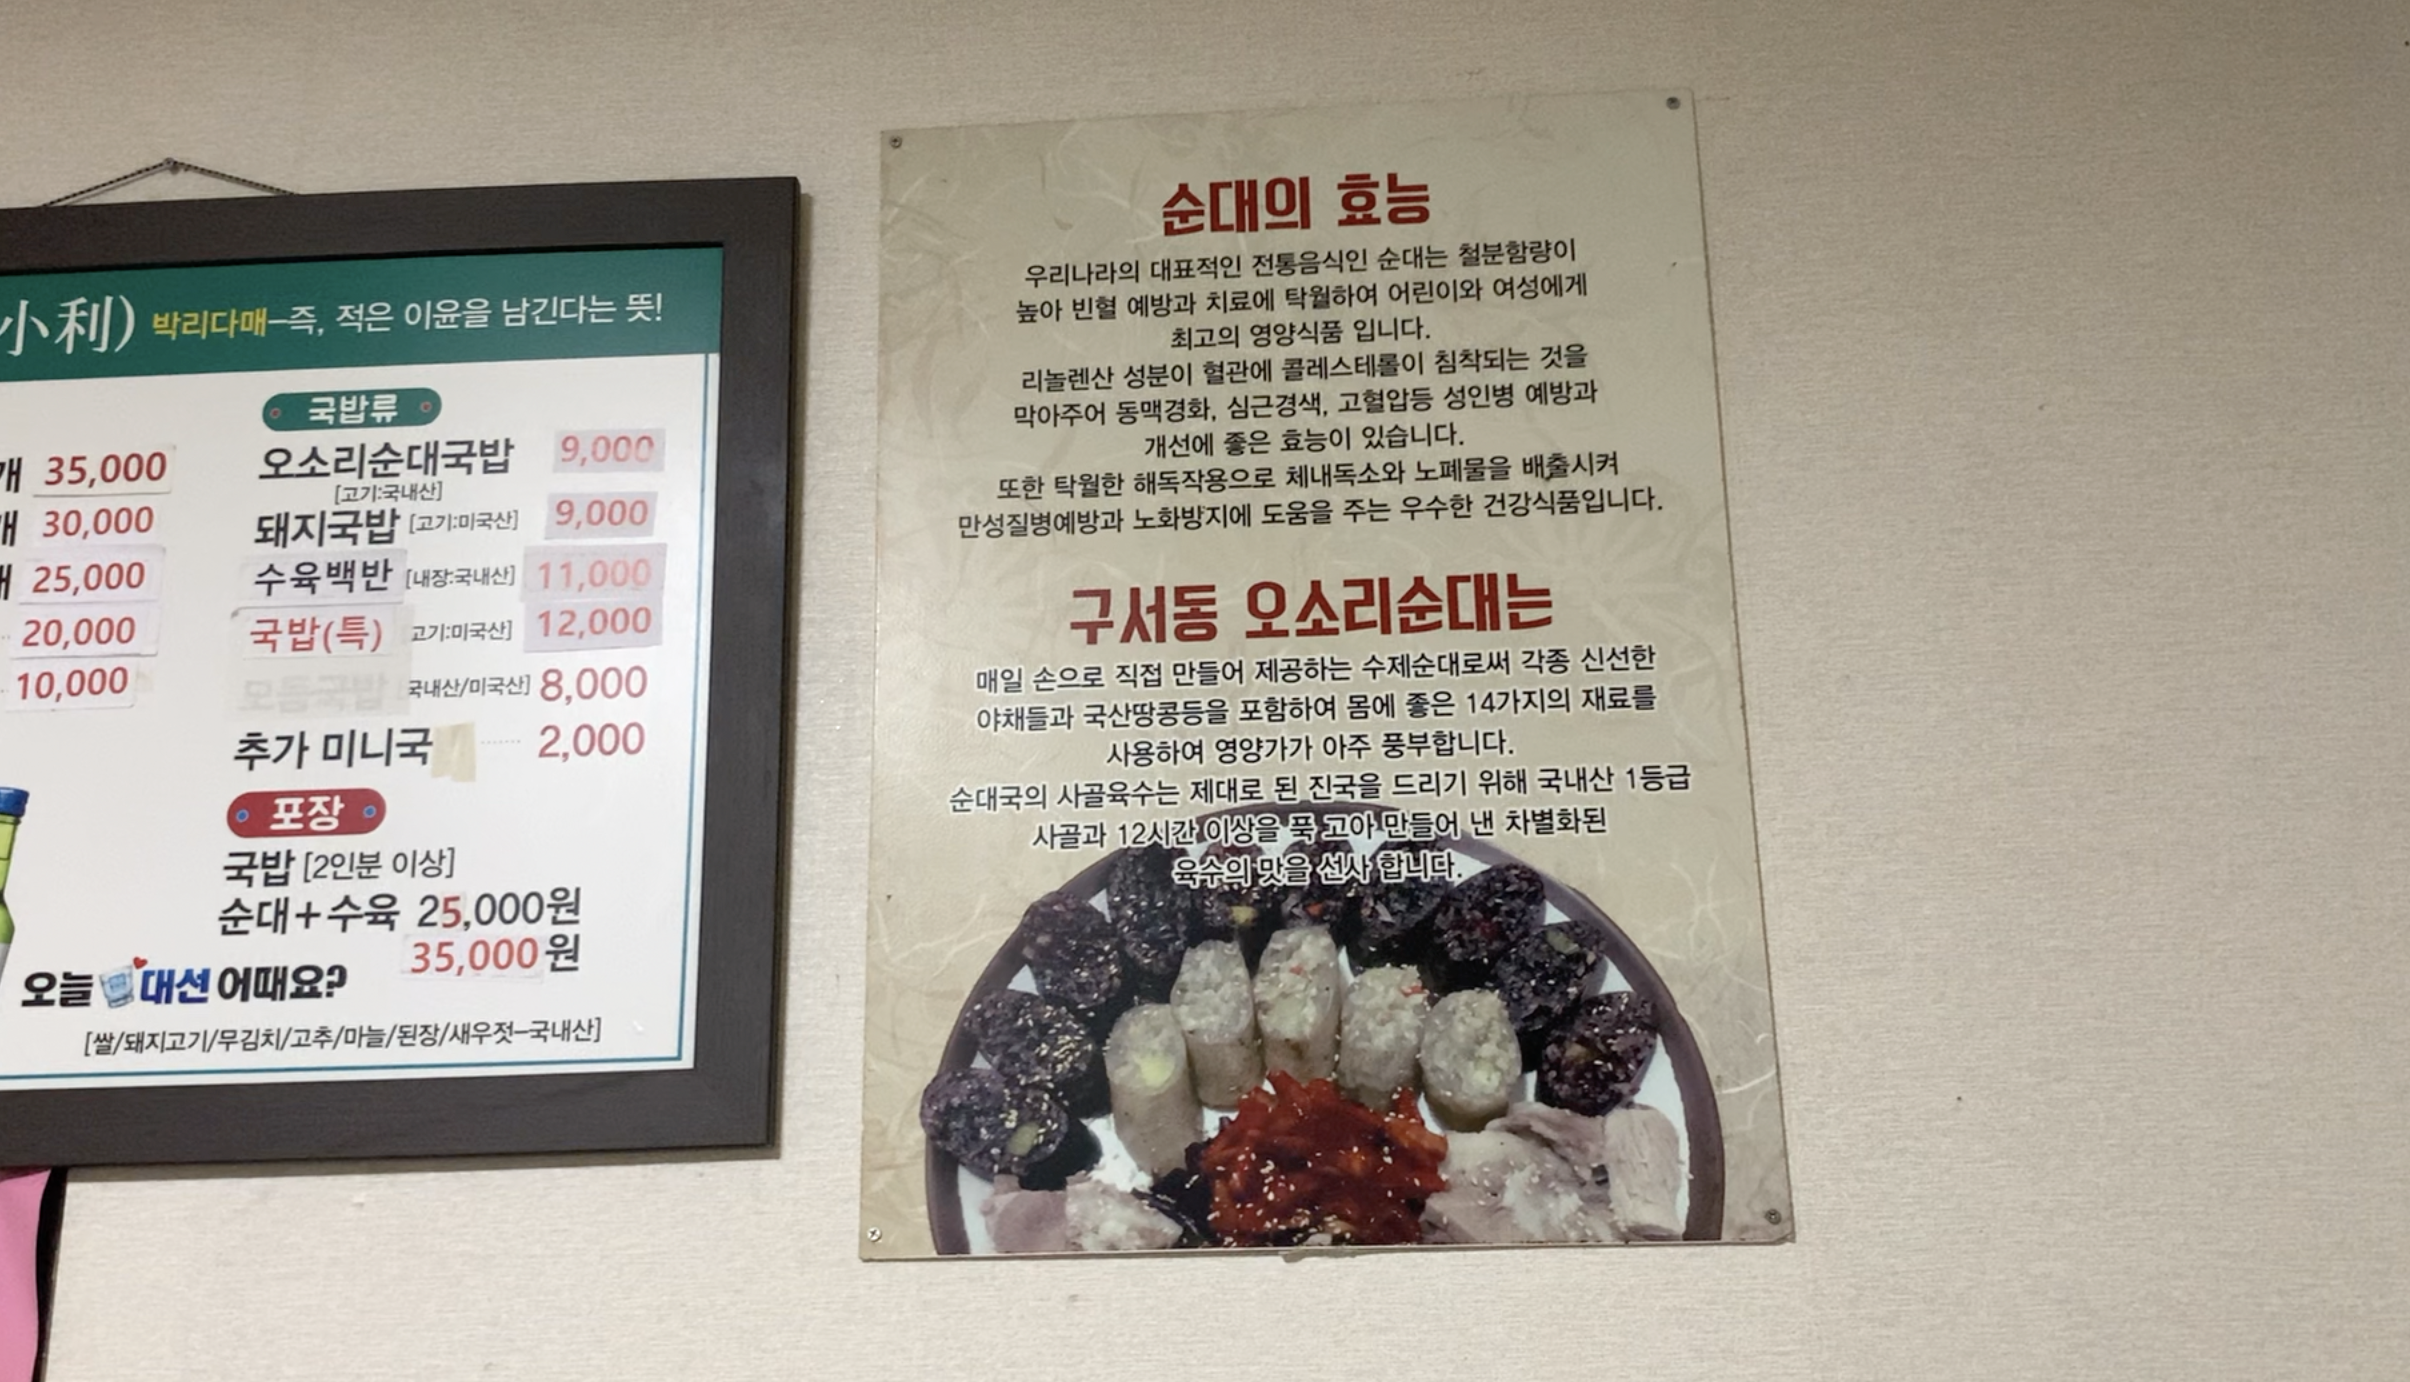 小利) 박리다매-즉, 적은 이윤을 남긴다는 뜻!
35,000
30,000
25,000
20,000
10,000
국밥류
오소리순대국밥 9,000
[고기:국내산]
돼지국밥 [고기:미국산] 9,000
수육백반 [내장:국내산] 11,000
국밥(특) 고기:미국산] 12,000
모듬국밥 국내산/미국산] 8,000
추가 미니국 2,000
포장
국밥 [2인분 이상]
순대+수육 25,000원
35,000원
오늘 대선 어때요?
[쌀/돼지고기/무김치/고추/마늘/된장/새우젓-국내산]
순대의 효능
우리나라의 대표적인 전통음식인 순대는 철분함량이
높아 빈혈 예방과 치료에 탁월하여 어린이와 여성에게
최고의 영양식품 입니다.
리놀렌산 성분이 혈관에 콜레스테롤이 침착되는 것을
막아주어 동맥경화, 심근경색, 고혈압등 성인병 예방과
개선에 좋은 효능이 있습니다.
또한 탁월한 해독작용으로 체내독소와 노폐물을 배출시켜
만성질병예방과 노화방지에 도움을 주는 우수한 건강식품입니다.
구서동 오소리순대는
매일 손으로 직접 만들어 제공하는 수제순대로써 각종 신선한
야채들과 국산땅콩등을 포함하여 몸에 좋은 14가지의 재료를
사용하여 영양가가 아주 풍부합니다.
순대국의 사골육수는 제대로 된 진국을 드리기 위해 국내산 1등급
사골과 12시간 이상을 푹 고아 만들어 낸 차별화된
육수의 맛을 선사 합니다.